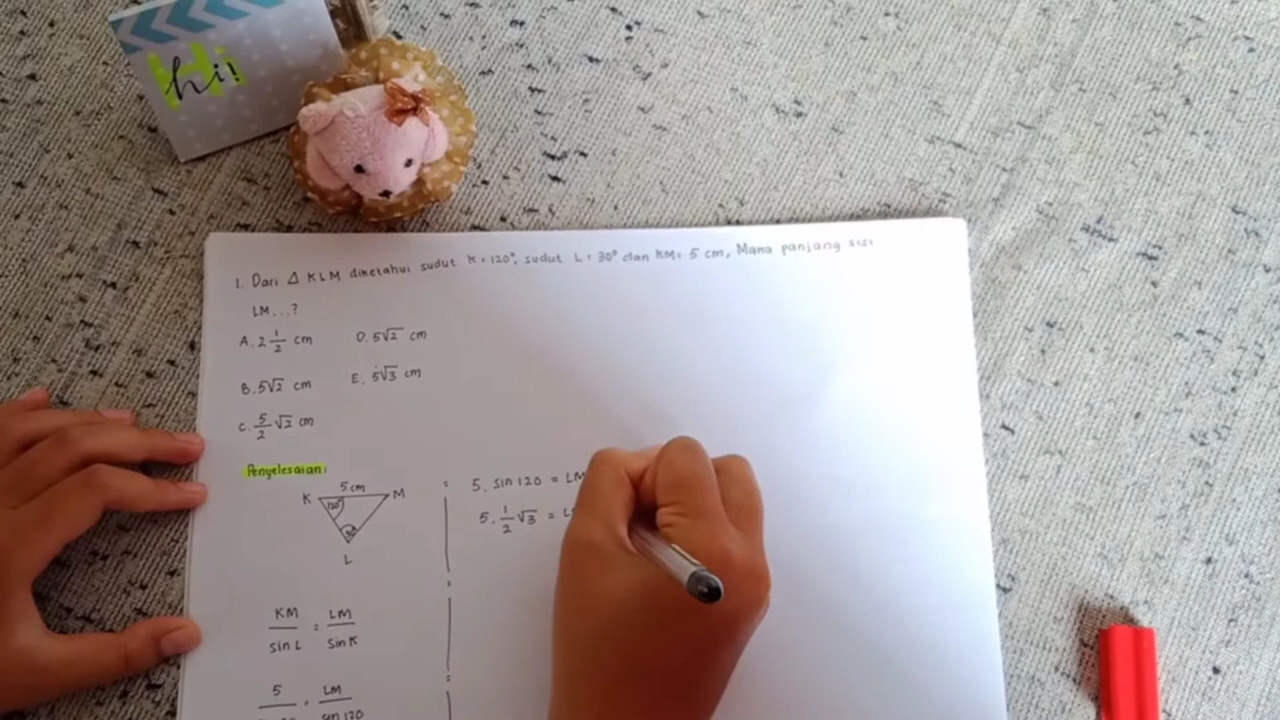 hi!
1. Dari Δ KLM diketahui sudut K = 120°, sudut L = 30° dan KM = 5 cm, Mana panjang sisi
LM...?
A. 2 1/2 cm D. 5√2 cm
B. 5√2 cm E. 5√3 cm
C. 5/2 √2 cm
Penyelesaian:
5 cm
K M
120°
30°
L
KM/sin L = LM/sin K
5/ = LM/sin 120
5. sin 120 = LM
5. 1/2 √3 =